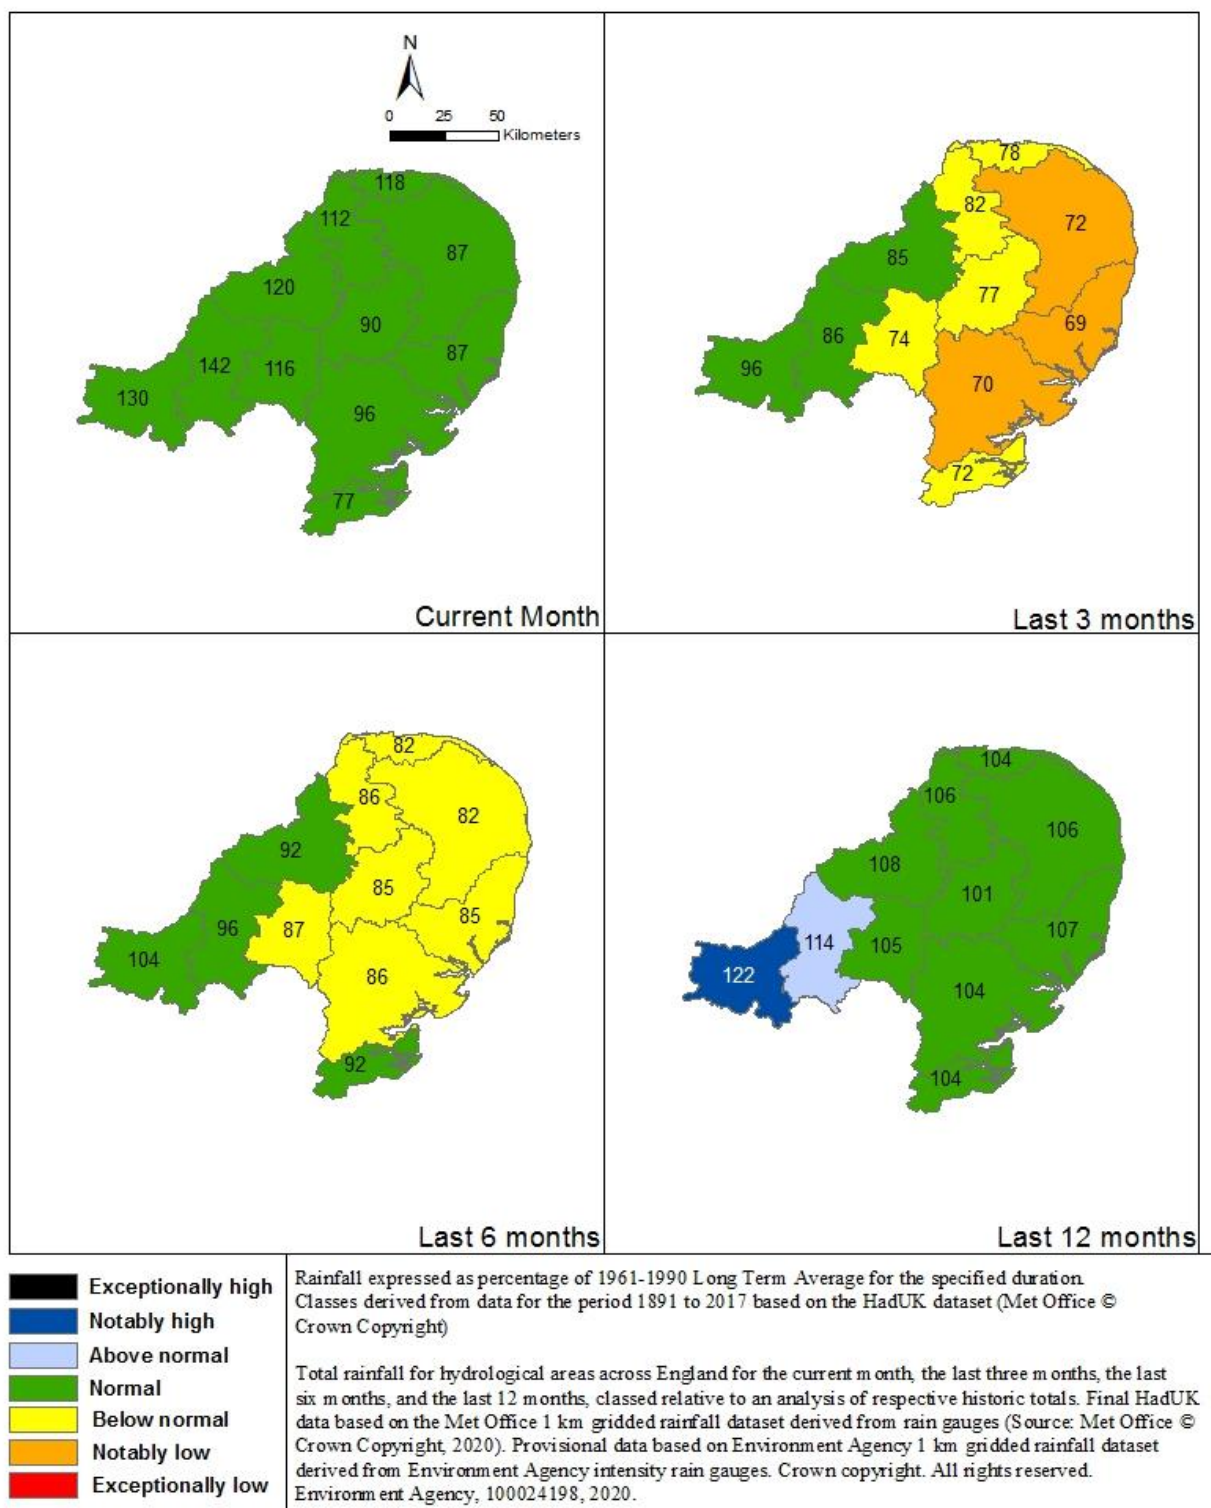 N
0 25 50
Kilometers
118
112
87
120
90
142
116
87
130
96
77
Current Month
78
82
72
85
77
69
86
74
96
70
72
Last 3 months
82
86
82
92
85
85
96
87
104
86
92
Last 6 months
104
106
106
108
101
114
105
107
122
104
104
Last 12 months
Exceptionally high
Notably high
Above normal
Normal
Below normal
Notably low
Exceptionally low
Rainfall expressed as percentage of 1961-1990 Long Term Average for the specified duration.
Classes derived from data for the period 1891 to 2017 based on the HadUK dataset (Met Office ©
Crown Copyright)
Total rainfall for hydrological areas across England for the current month, the last three months, the last
six months, and the last 12 months, classed relative to an analysis of respective historic totals. Final HadUK
data based on the Met Office 1 km gridded rainfall dataset derived from rain gauges (Source: Met Office ©
Crown Copyright, 2020). Provisional data based on Environment Agency 1 km gridded rainfall dataset
derived from Environment Agency intensity rain gauges. Crown copyright. All rights reserved.
Environment Agency, 100024198, 2020.